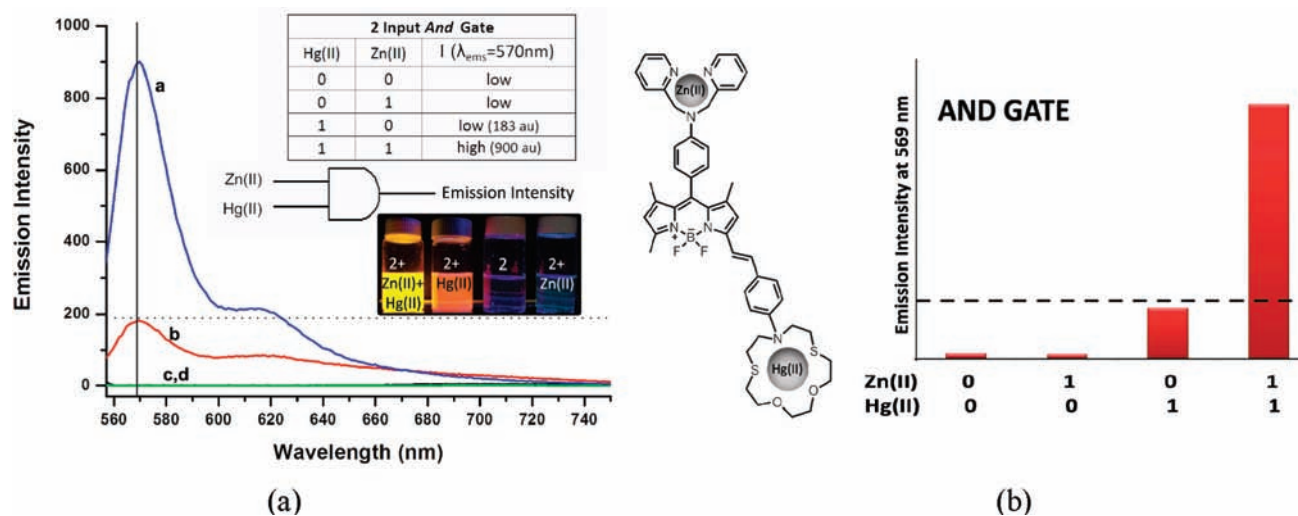 1000
800
600
400
200
0
Emission Intensity
560 580 600 620 640 660 680 700 720 740
Wavelength (nm)
a
b
c,d
2 Input And Gate
Hg(II) Zn(II) I (λems=570nm)
0 0 low
0 1 low
1 0 low (183 au)
1 1 high (900 au)
Zn(II)
Hg(II)
Emission Intensity
2+ 2+ 2 2+
Zn(II)+ Hg(II) Zn(II)
Hg(II)
(a)
N N
Zn(II)
N
N N
+ B −
F F
N
S
S
Hg(II)
O O
Emission Intensity at 569 nm
AND GATE
Zn(II) 0 1 0 1
Hg(II) 0 0 1 1
(b)